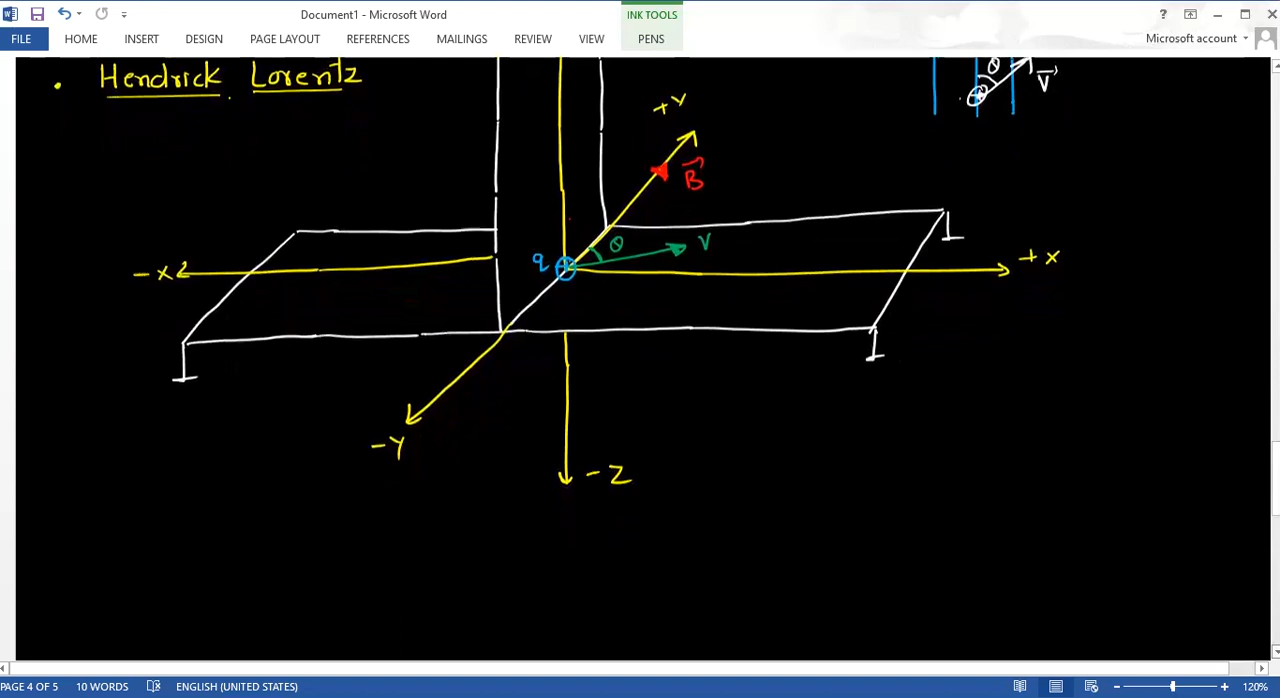 Document1 - Microsoft Word
INK TOOLS
?
FILE HOME INSERT DESIGN PAGE LAYOUT REFERENCES MAILINGS REVIEW VIEW PENS
Microsoft account
• Hendrick Lorentz
θ
V
+Y
B
q θ V
-X
+X
-Y
-Z
PAGE 4 OF 5 10 WORDS ENGLISH (UNITED STATES) 120%